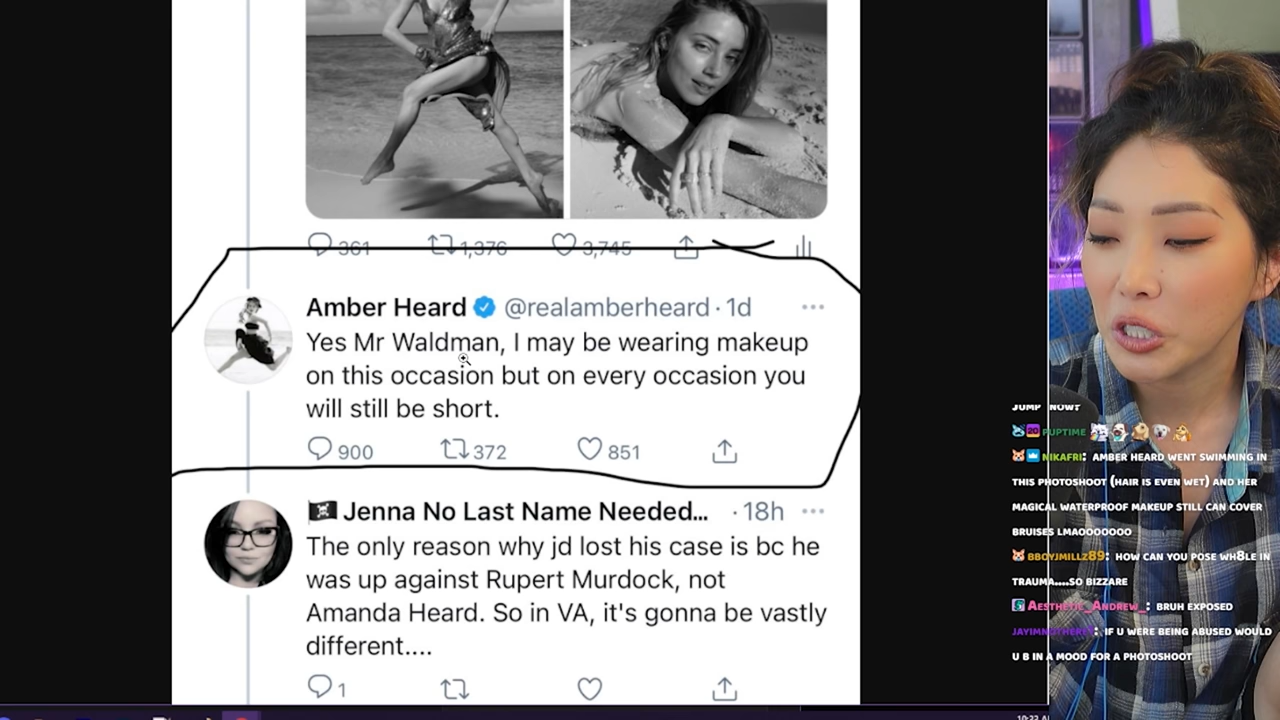 361 1,376 3,745
Amber Heard @realamberheard · 1d
Yes Mr Waldman, I may be wearing makeup
on this occasion but on every occasion you
will still be short.
900 372 851
Jenna No Last Name Needed... · 18h
The only reason why jd lost his case is bc he
was up against Rupert Murdock, not
Amanda Heard. So in VA, it's gonna be vastly
different....
1
JUMP NOW?
PUPTIME
NIKAFRI: AMBER HEARD WENT SWIMMING IN
THIS PHOTOSHOOT (HAIR IS EVEN WET) AND HER
MAGICAL WATERPROOF MAKEUP STILL CAN COVER
BRUISES LMAOOOOOOO
BBOYJMILLZ89: HOW CAN YOU POSE WH8LE IN
TRAUMA....SO BIZZARE
AESTHETIC_ANDREW_: BRUH EXPOSED
: IF U WERE BEING ABUSED WOULD
U B IN A MOOD FOR A PHOTOSHOOT